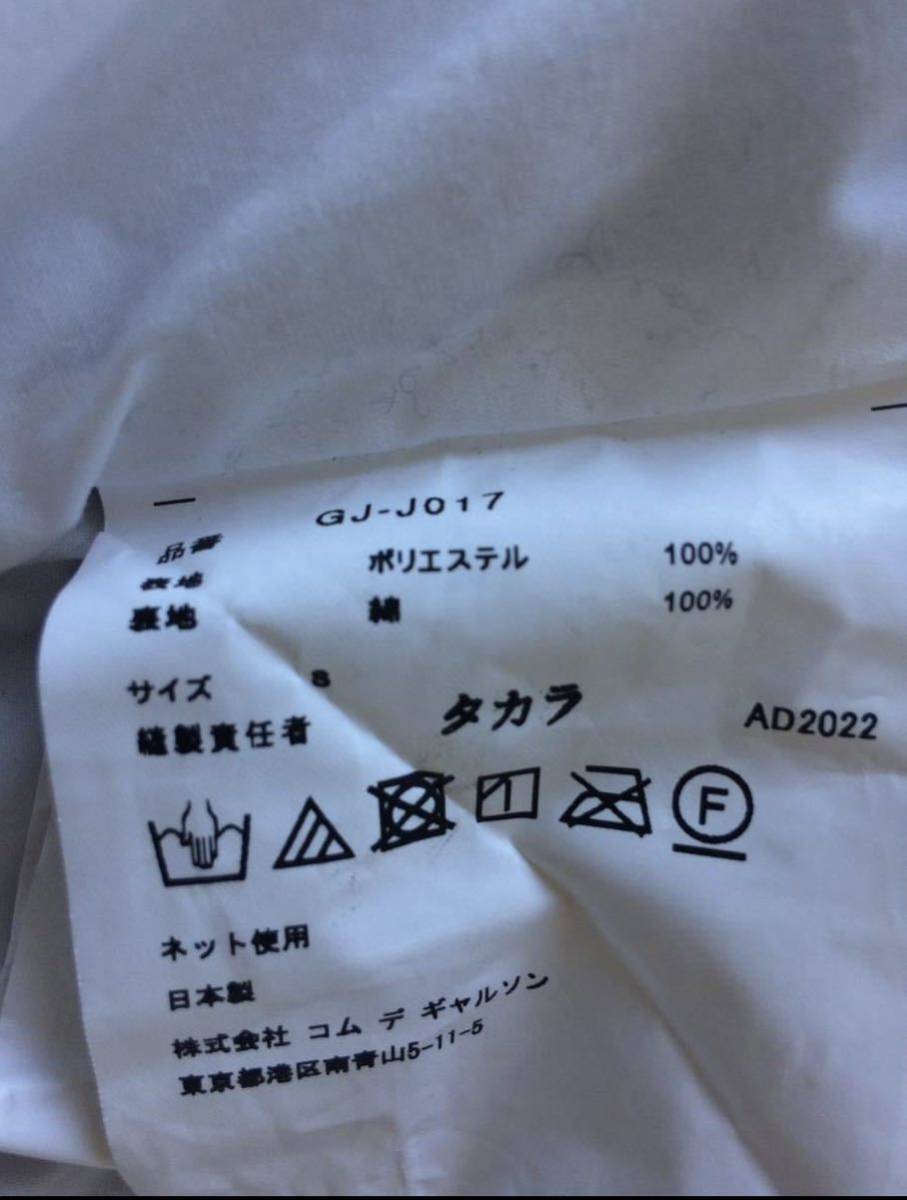 品番 GJ-J017
表地 ポリエステル 100%
裏地 綿 100%
サイズ S
縫製責任者 タカラ AD2022
F
ネット使用
日本製
株式会社 コム デ ギャルソン
東京都港区南青山5-11-5